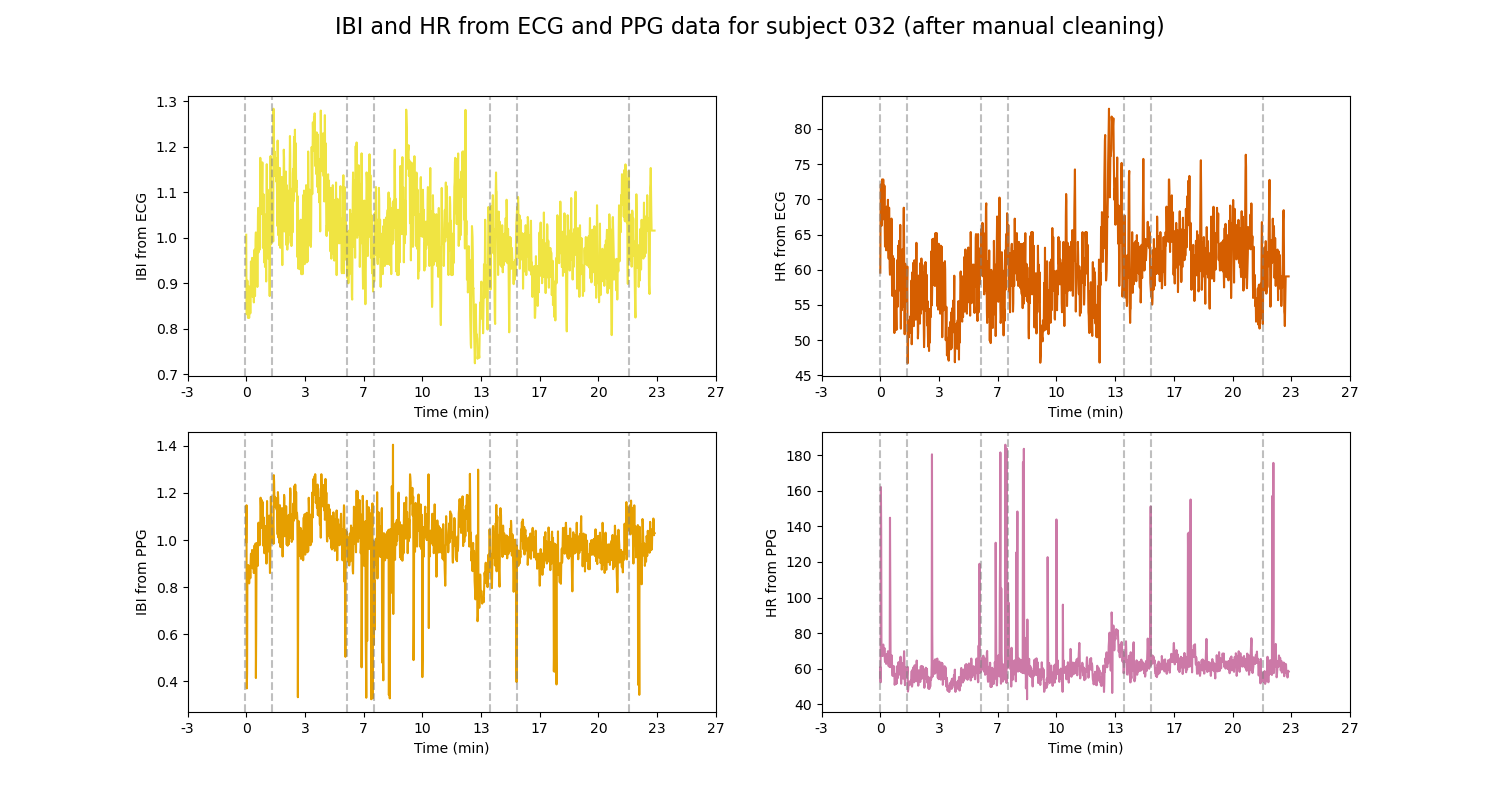 IBI and HR from ECG and PPG data for subject 032 (after manual cleaning)
IBI from ECG
1.3
1.2
1.1
1.0
0.9
0.8
0.7
-3 0 3 7 10 13 17 20 23 27
Time (min)
HR from ECG
80
75
70
65
60
55
50
45
-3 0 3 7 10 13 17 20 23 27
Time (min)
IBI from PPG
1.4
1.2
1.0
0.8
0.6
0.4
-3 0 3 7 10 13 17 20 23 27
Time (min)
HR from PPG
180
160
140
120
100
80
60
40
-3 0 3 7 10 13 17 20 23 27
Time (min)